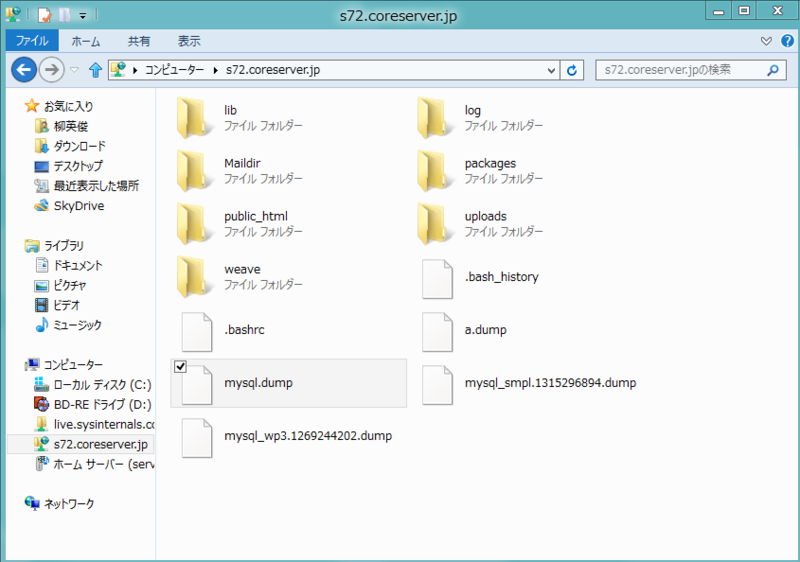 s72.coreserver.jp
ファイル ホーム 共有 表示
コンピューター s72.coreserver.jp s72.coreserver.jpの検索
お気に入り
柳英俊
ダウンロード
デスクトップ
最近表示した場所
SkyDrive
ライブラリ
ドキュメント
ピクチャ
ビデオ
ミュージック
コンピューター
ローカル ディスク (C:)
BD-RE ドライブ (D:)
live.sysinternals.co
s72.coreserver.jp
ホーム サーバー (serv
ネットワーク
lib
ファイル フォルダー
log
ファイル フォルダー
Maildir
ファイル フォルダー
packages
ファイル フォルダー
public_html
ファイル フォルダー
uploads
ファイル フォルダー
weave
ファイル フォルダー
.bash_history
.bashrc
a.dump
mysql.dump
mysql_smpl.1315296894.dump
mysql_wp3.1269244202.dump